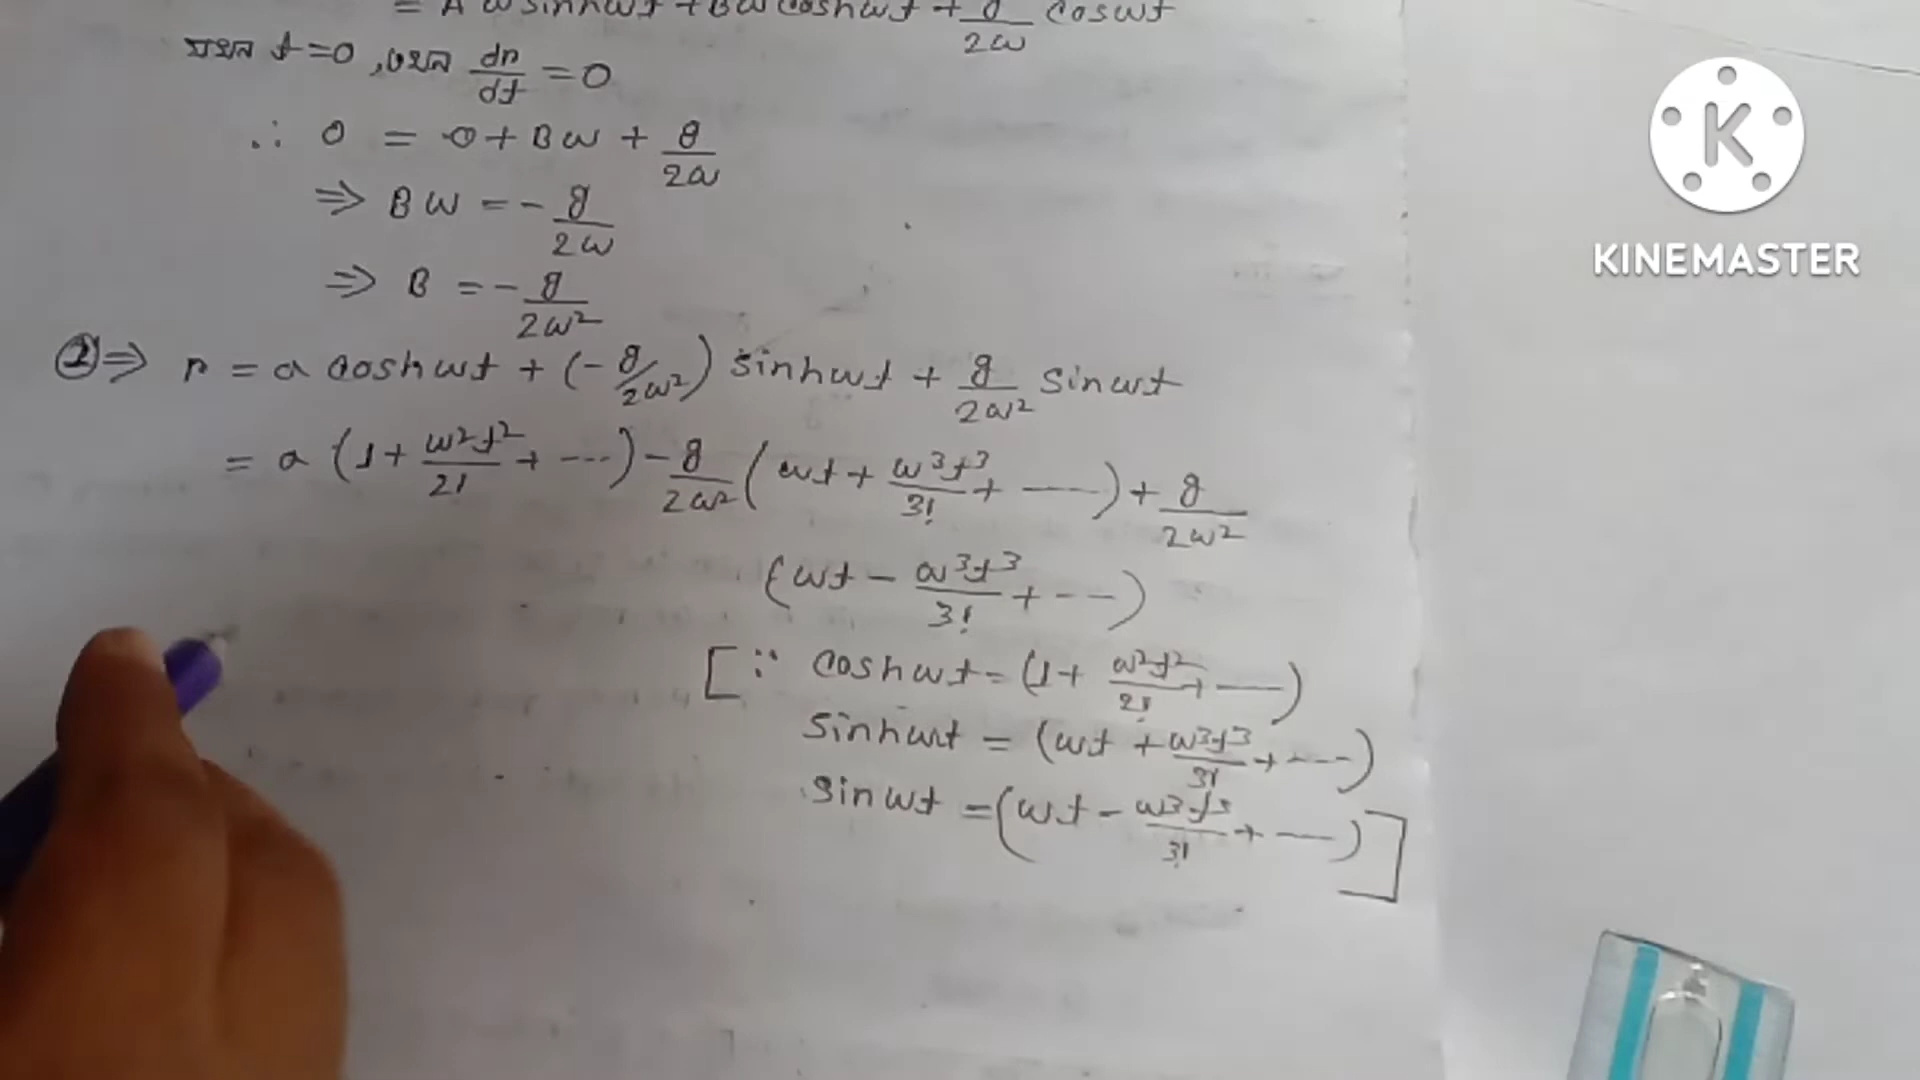 = Aω sinhωt + Bω coshωt + g/2ω cosωt
যখন t = 0, তখন dr/dt = 0
∴ 0 = 0 + Bω + g/2ω
⇒ Bω = - g/2ω
⇒ B = - g/2ω²
② ⇒ r = a coshωt + (- g/2ω²) sinhωt + g/2ω² sinωt
= a (1 + ω²t²/2! + ----) - g/2ω² (ωt + ω³t³/3! + ----) + g/2ω²
(ωt - ω³t³/3! + ---)
[∵ coshωt = (1 + ω²t²/2! + ----)
sinhωt = (ωt + ω³t³/3! + ----)
sinωt = (ωt - ω³t³/3! + ----)]
K
KINEMASTER